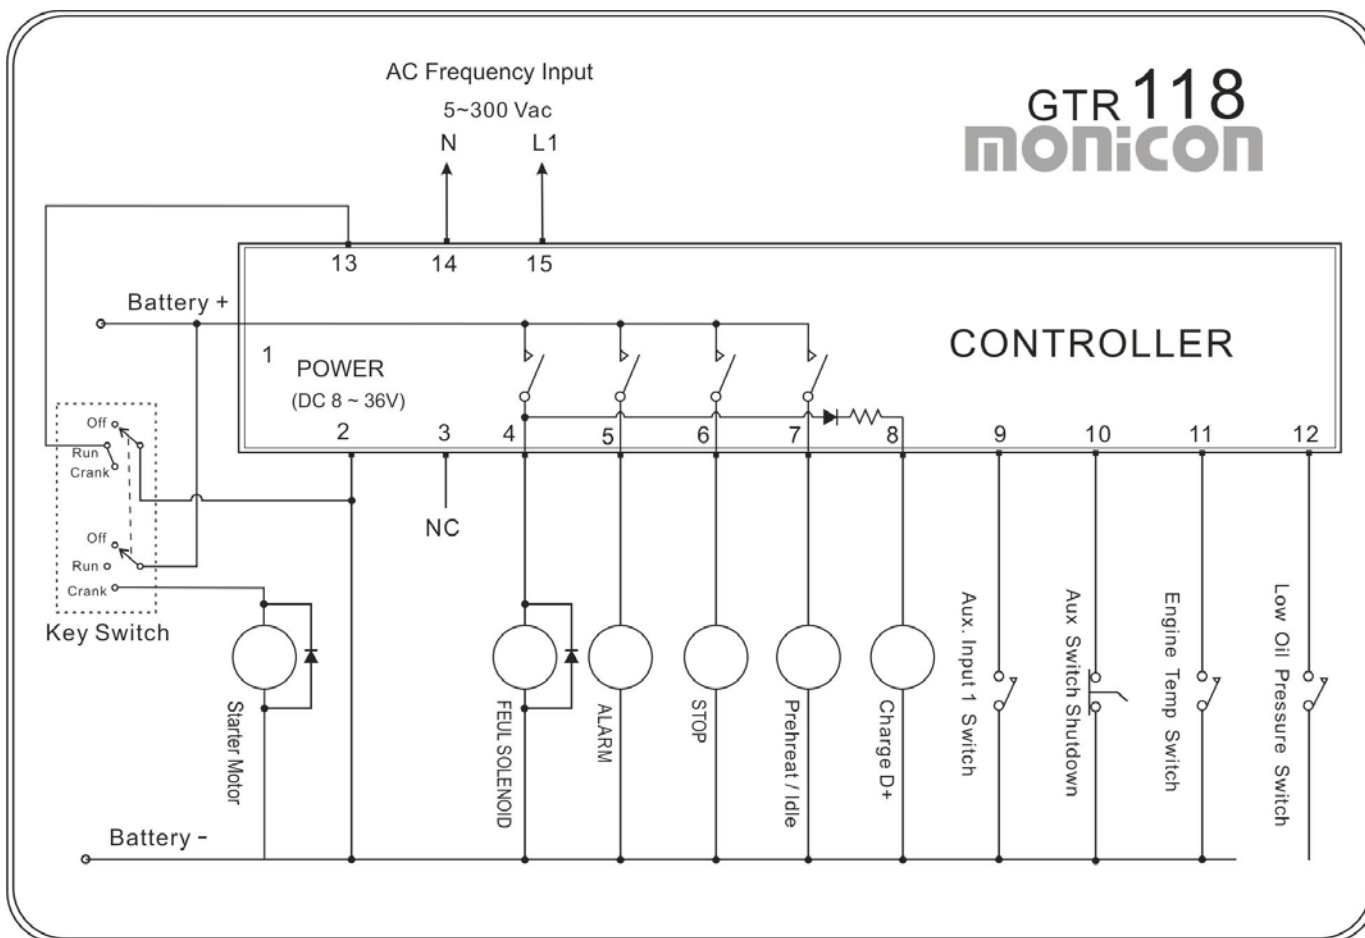 AC Frequency Input
5~300 Vac
N
L1
GTR 118
monicon
13
14
15
Battery +
1
POWER
(DC 8 ~ 36V)
CONTROLLER
2
3
4
5
6
7
8
9
10
11
12
NC
Off
Run
Crank
Off
Run
Crank
Key Switch
Starter Motor
FEUL SOLENOID
ALARM
STOP
Prehreat / Idle
Charge D+
Aux. Input 1 Switch
Aux Switch Shutdown
Engine Temp Switch
Low Oil Pressure Switch
Battery -